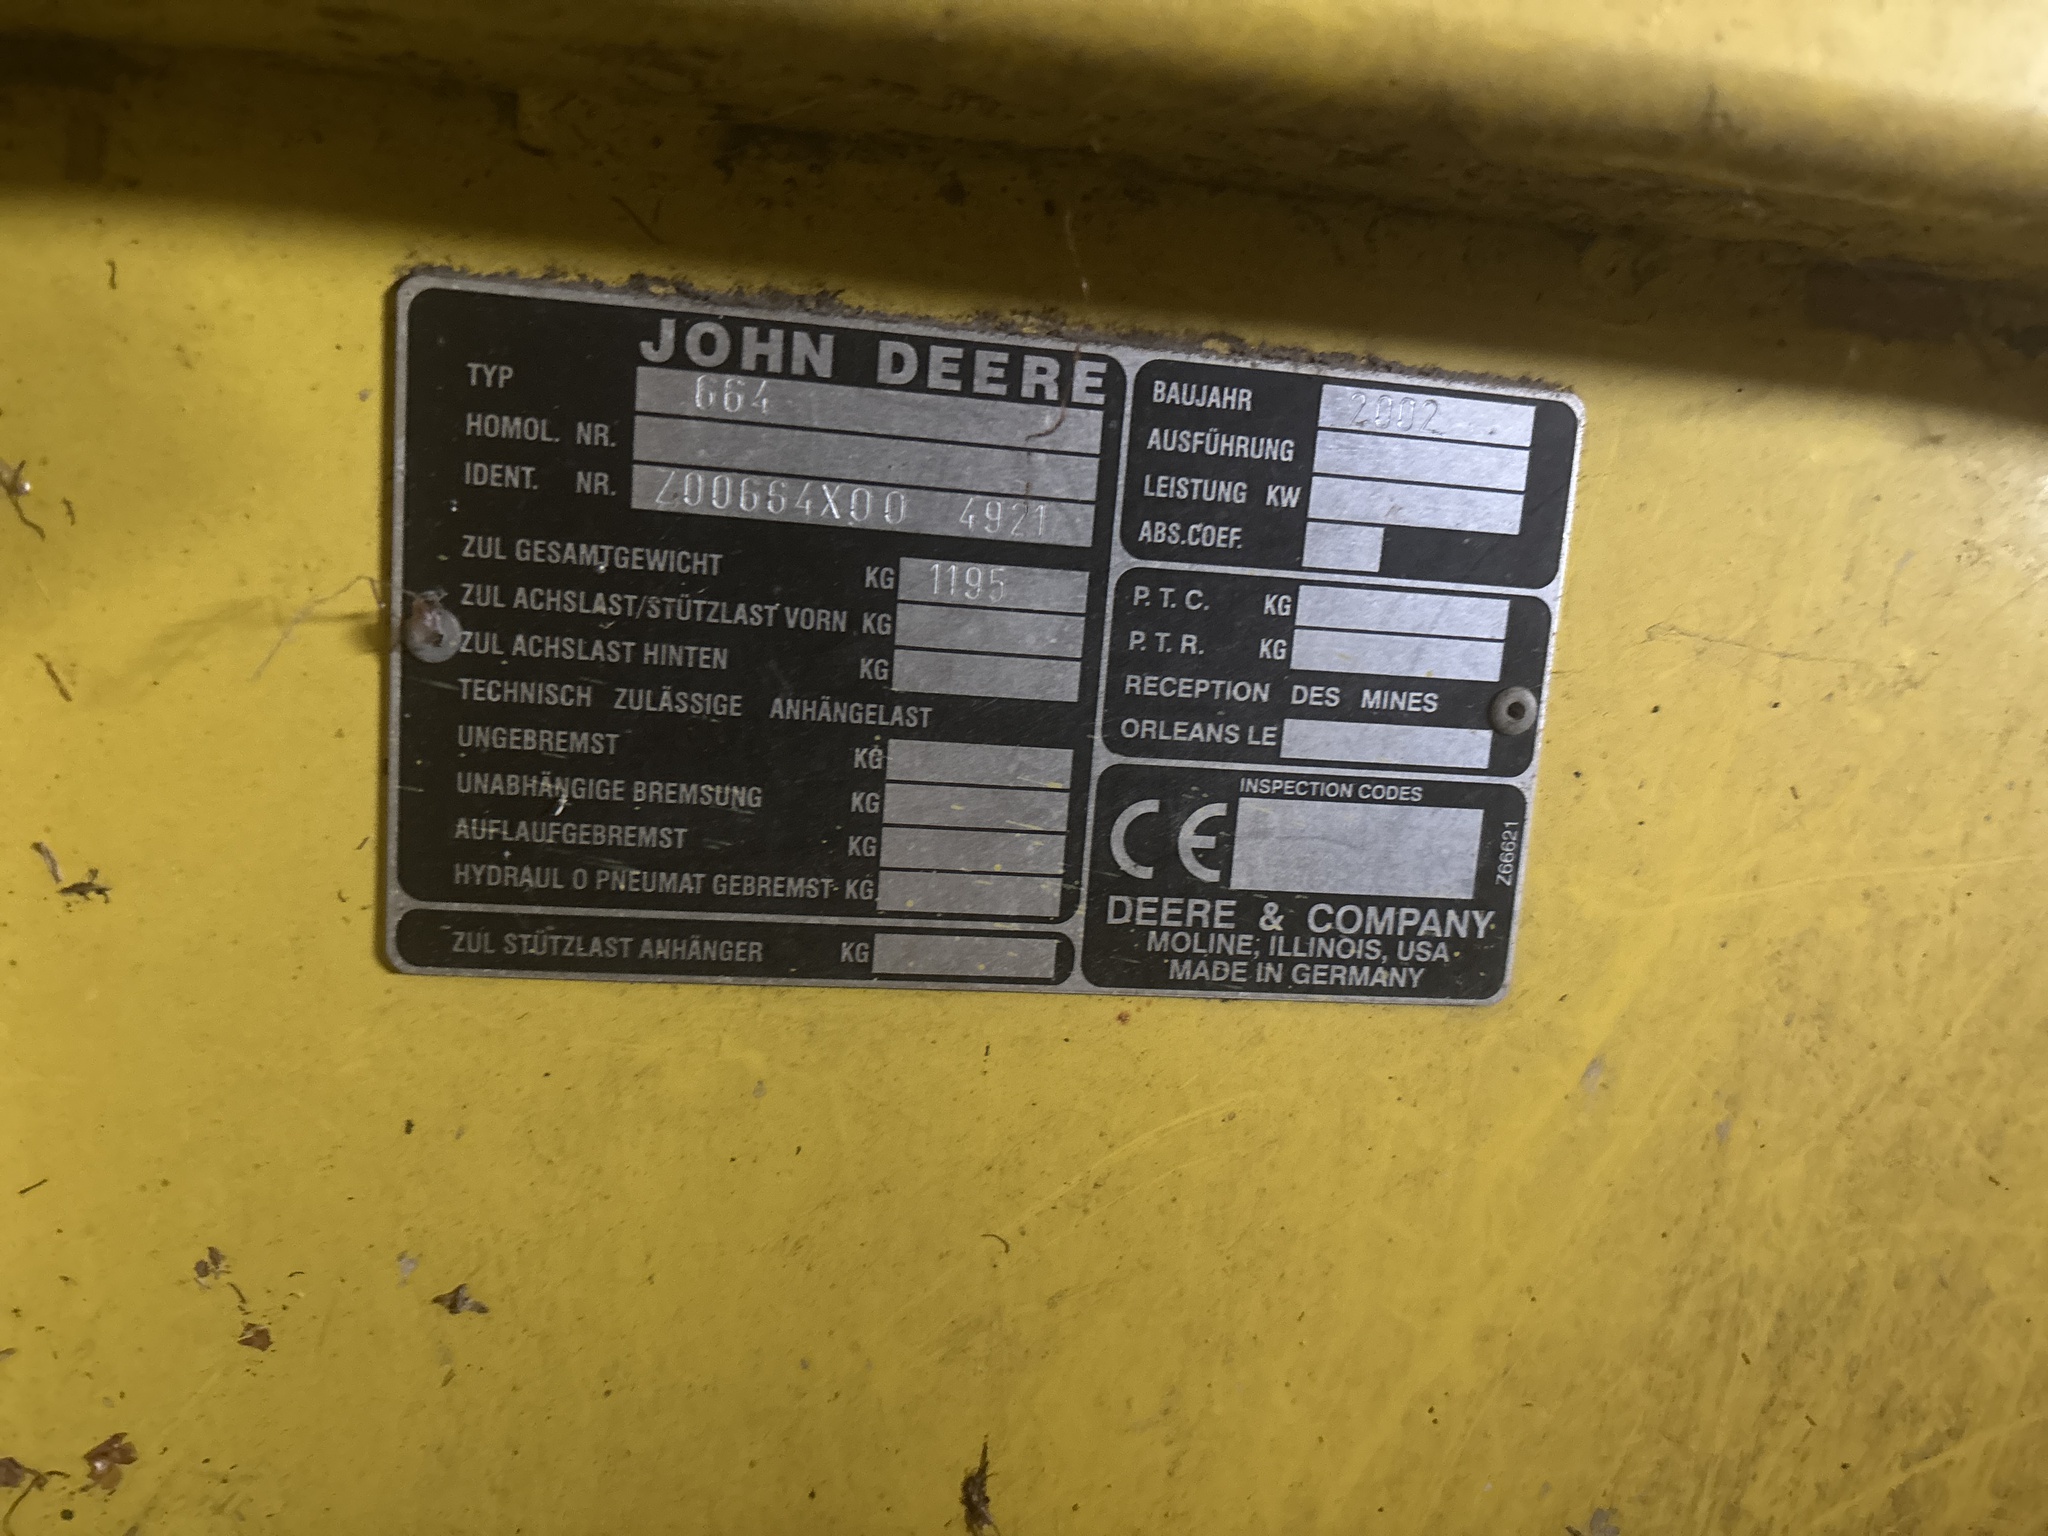 JOHN DEERE
TYP 664
HOMOL. NR.
IDENT. NR. Z00664X00 4921
ZUL GESAMTGEWICHT KG 1195
ZUL ACHSLAST/STÜTZLAST VORN KG
ZUL ACHSLAST HINTEN KG
TECHNISCH ZULÄSSIGE ANHÄNGELAST
UNGEBREMST KG
UNABHÄNGIGE BREMSUNG KG
AUFLAUFGEBREMST KG
HYDRAUL O PNEUMAT GEBREMST KG
ZUL STÜTZLAST ANHÄNGER KG
BAUJAHR 2002
AUSFÜHRUNG
LEISTUNG KW
ABS.COEF.
P. T. C. KG
P. T. R. KG
RECEPTION DES MINES
ORLEANS LE
INSPECTION CODES
CE
Z66621
DEERE & COMPANY
MOLINE, ILLINOIS, USA
MADE IN GERMANY